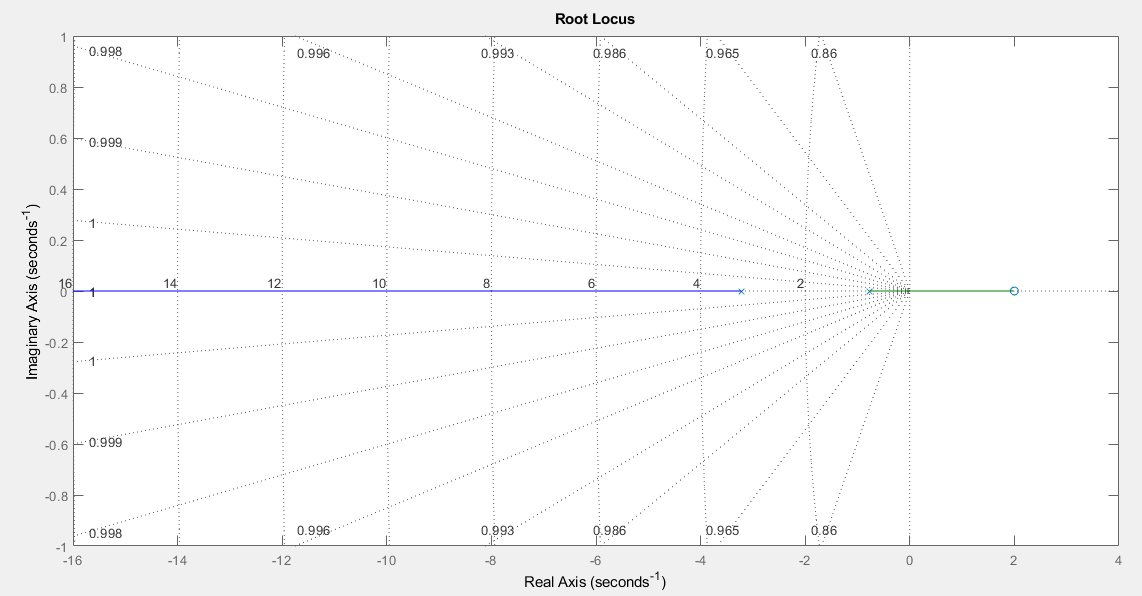 Root Locus
1
0.8
0.6
0.4
0.2
0
-0.2
-0.4
-0.6
-0.8
-1
Imaginary Axis (seconds⁻¹)
0.998 0.996 0.993 0.986 0.965 0.86
0.999
1
16 14 12 10 8 6 4 2
1
1
0.999
0.998 0.996 0.993 0.986 0.965 0.86
-16 -14 -12 -10 -8 -6 -4 -2 0 2 4
Real Axis (seconds⁻¹)